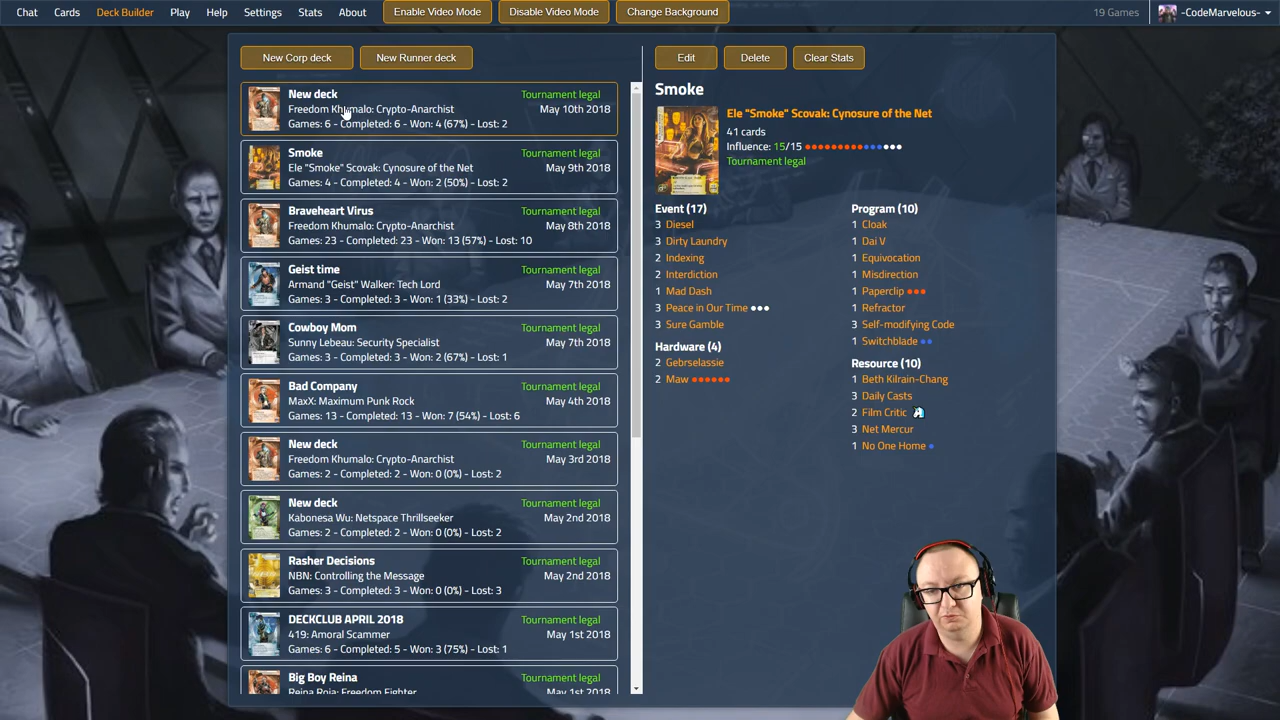 Chat Cards Deck Builder Play Help Settings Stats About Enable Video Mode Disable Video Mode Change Background 19 Games -CodeMarvelous-
New Corp deck New Runner deck
New deck Tournament legal
Freedom Khumalo: Crypto-Anarchist May 10th 2018
Games: 6 - Completed: 6 - Won: 4 (67%) - Lost: 2
Smoke Tournament legal
Ele "Smoke" Scovak: Cynosure of the Net May 9th 2018
Games: 4 - Completed: 4 - Won: 2 (50%) - Lost: 2
Braveheart Virus Tournament legal
Freedom Khumalo: Crypto-Anarchist May 8th 2018
Games: 23 - Completed: 23 - Won: 13 (57%) - Lost: 10
Geist time Tournament legal
Armand "Geist" Walker: Tech Lord May 7th 2018
Games: 3 - Completed: 3 - Won: 1 (33%) - Lost: 2
Cowboy Mom Tournament legal
Sunny Lebeau: Security Specialist May 7th 2018
Games: 3 - Completed: 3 - Won: 2 (67%) - Lost: 1
Bad Company Tournament legal
MaxX: Maximum Punk Rock May 4th 2018
Games: 13 - Completed: 13 - Won: 7 (54%) - Lost: 6
New deck Tournament legal
Freedom Khumalo: Crypto-Anarchist May 3rd 2018
Games: 2 - Completed: 2 - Won: 0 (0%) - Lost: 2
New deck Tournament legal
Kabonesa Wu: Netspace Thrillseeker May 2nd 2018
Games: 2 - Completed: 2 - Won: 0 (0%) - Lost: 2
Rasher Decisions Tournament legal
NBN: Controlling the Message May 2nd 2018
Games: 3 - Completed: 3 - Won: 0 (0%) - Lost: 3
DECKCLUB APRIL 2018 Tournament legal
419: Amoral Scammer May 1st 2018
Games: 6 - Completed: 5 - Won: 3 (75%) - Lost: 1
Big Boy Reina Tournament legal
Reina Roja: Freedom Fighter May 1st 2018
Edit Delete Clear Stats
Smoke
Ele "Smoke" Scovak: Cynosure of the Net
41 cards
Influence: 15/15
Tournament legal
Event (17)
3 Diesel
3 Dirty Laundry
2 Indexing
2 Interdiction
1 Mad Dash
3 Peace in Our Time
3 Sure Gamble
Hardware (4)
2 Gebrselassie
2 Maw
Program (10)
1 Cloak
1 Dai V
1 Equivocation
1 Misdirection
1 Paperclip
1 Refractor
3 Self-modifying Code
1 Switchblade
Resource (10)
1 Beth Kilrain-Chang
3 Daily Casts
2 Film Critic
3 Net Mercur
1 No One Home